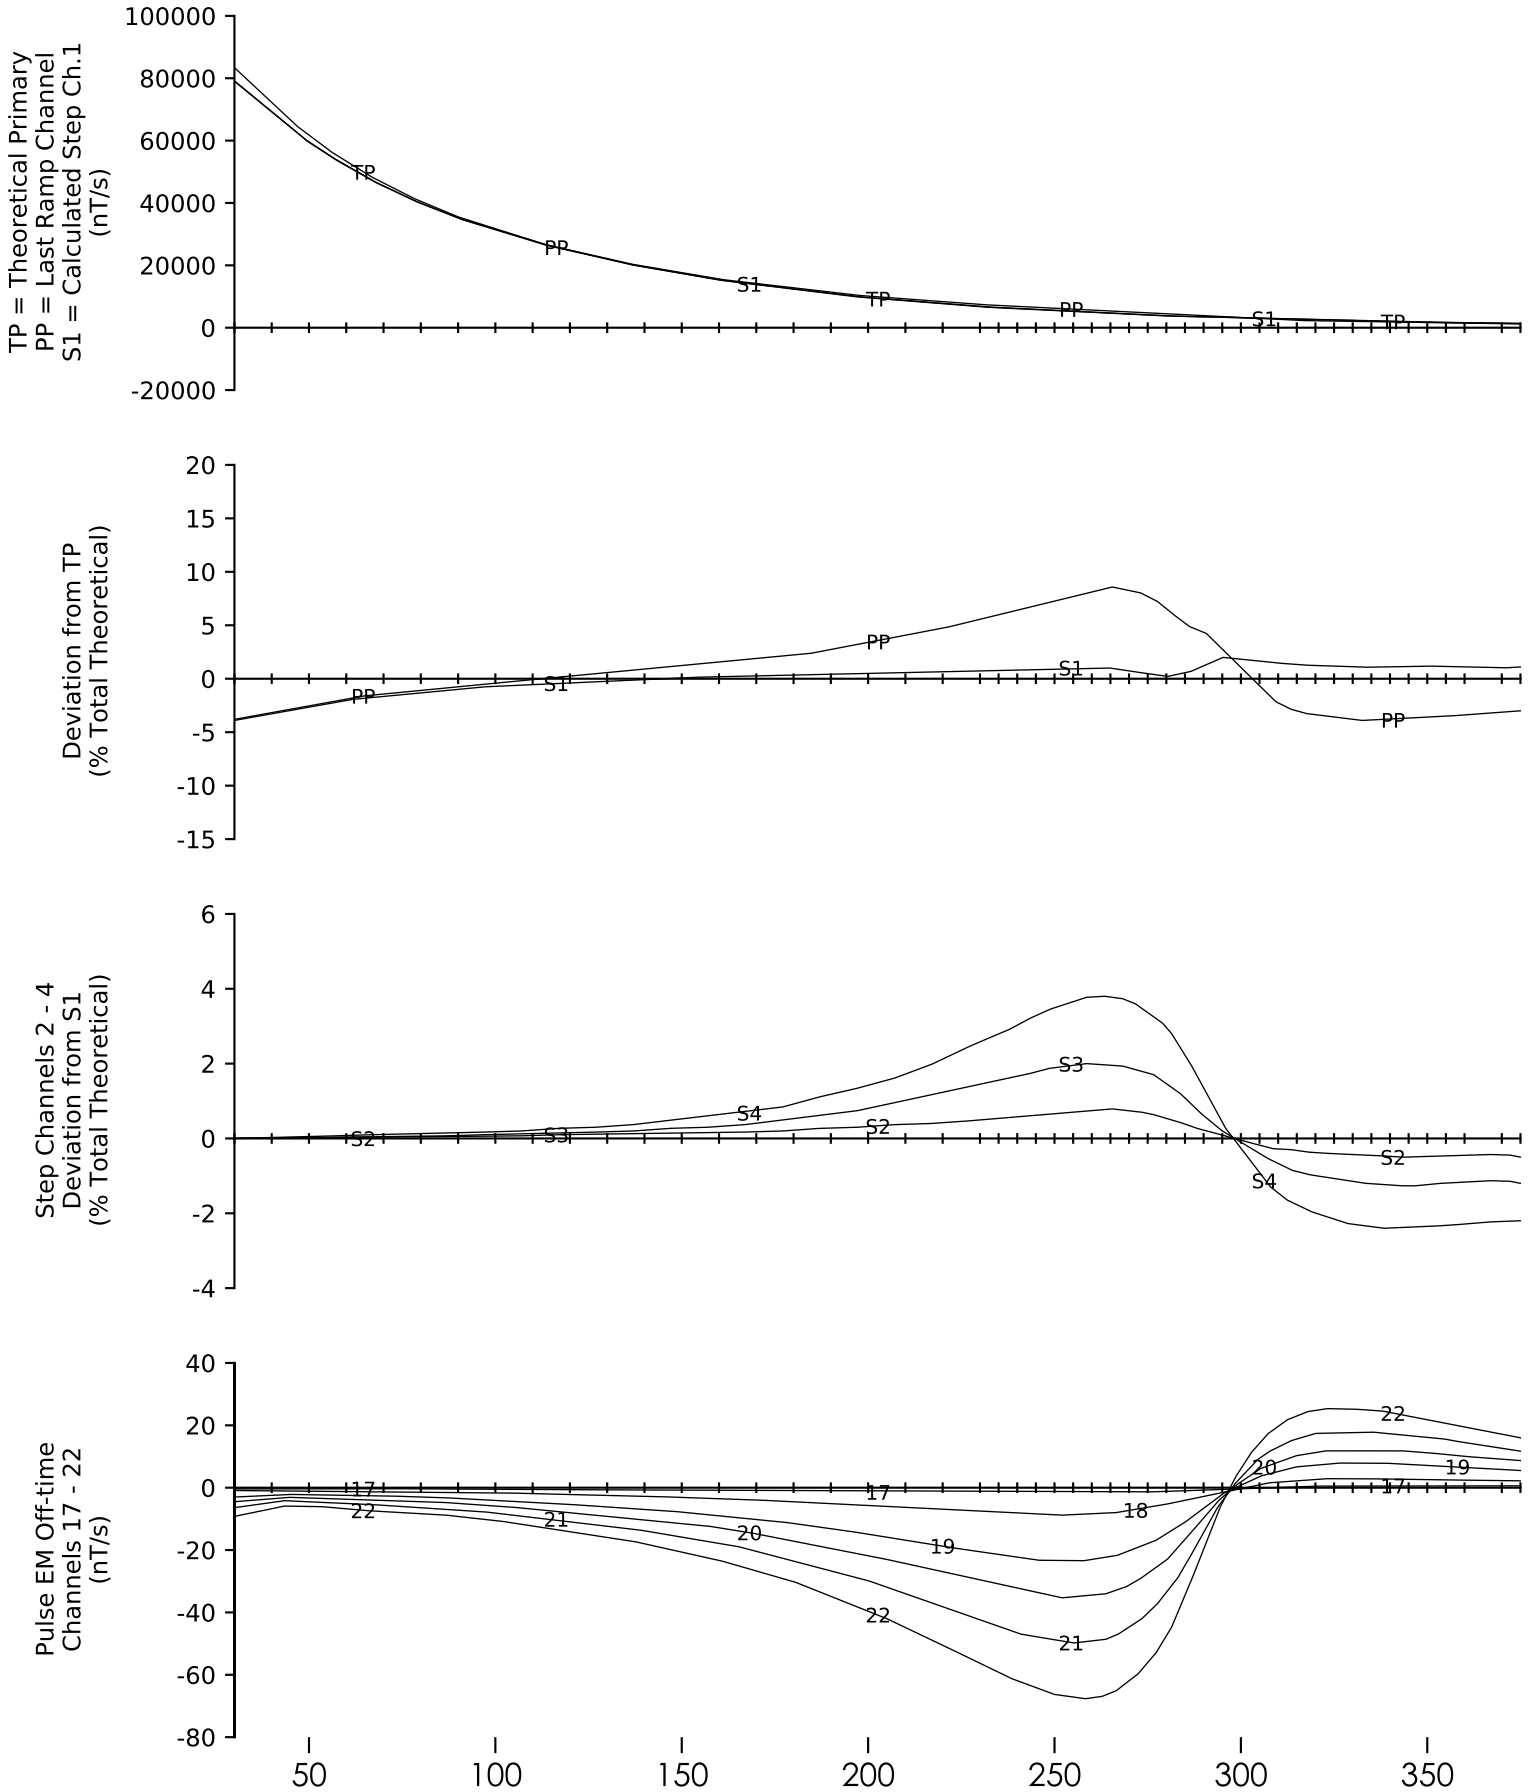 TP = Theoretical Primary
PP = Last Ramp Channel
S1 = Calculated Step Ch.1
(nT/s)
100000
80000
60000
40000
20000
0
-20000
TP
PP
S1
TP
PP
S1
TP
Deviation from TP
(% Total Theoretical)
20
15
10
5
0
-5
-10
-15
PP
S1
PP
S1
PP
Step Channels 2 - 4
Deviation from S1
(% Total Theoretical)
6
4
2
0
-2
-4
S2
S3
S4
S2
S3
S4
S2
Pulse EM Off-time
Channels 17 - 22
(nT/s)
40
20
0
-20
-40
-60
-80
17
22
21
20
17
22
19
21
18
20
22
17
19
50 100 150 200 250 300 350